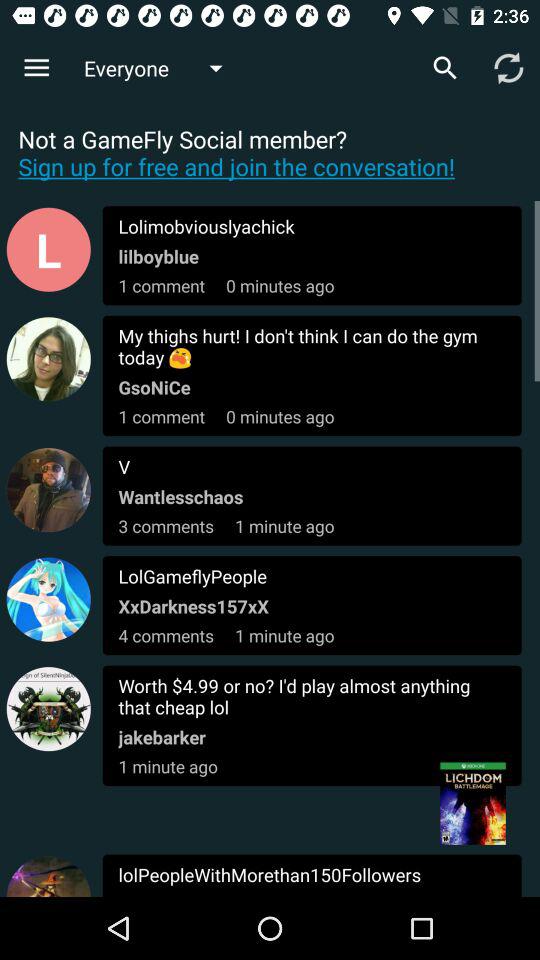 2:36
Everyone
Not a GameFly Social member?
Sign up for free and join the conversation!
L
Lolimobviouslyachick
lilboyblue
1 comment 0 minutes ago
My thighs hurt! I don't think I can do the gym
today 😭
GsoNiCe
1 comment 0 minutes ago
V
Wantlesschaos
3 comments 1 minute ago
LolGameflyPeople
XxDarkness157xX
4 comments 1 minute ago
Worth $4.99 or no? I'd play almost anything
that cheap lol
jakebarker
1 minute ago
XBOX ONE
LICHDOM
BATTLEMAGE
lolPeopleWithMorethan150Followers